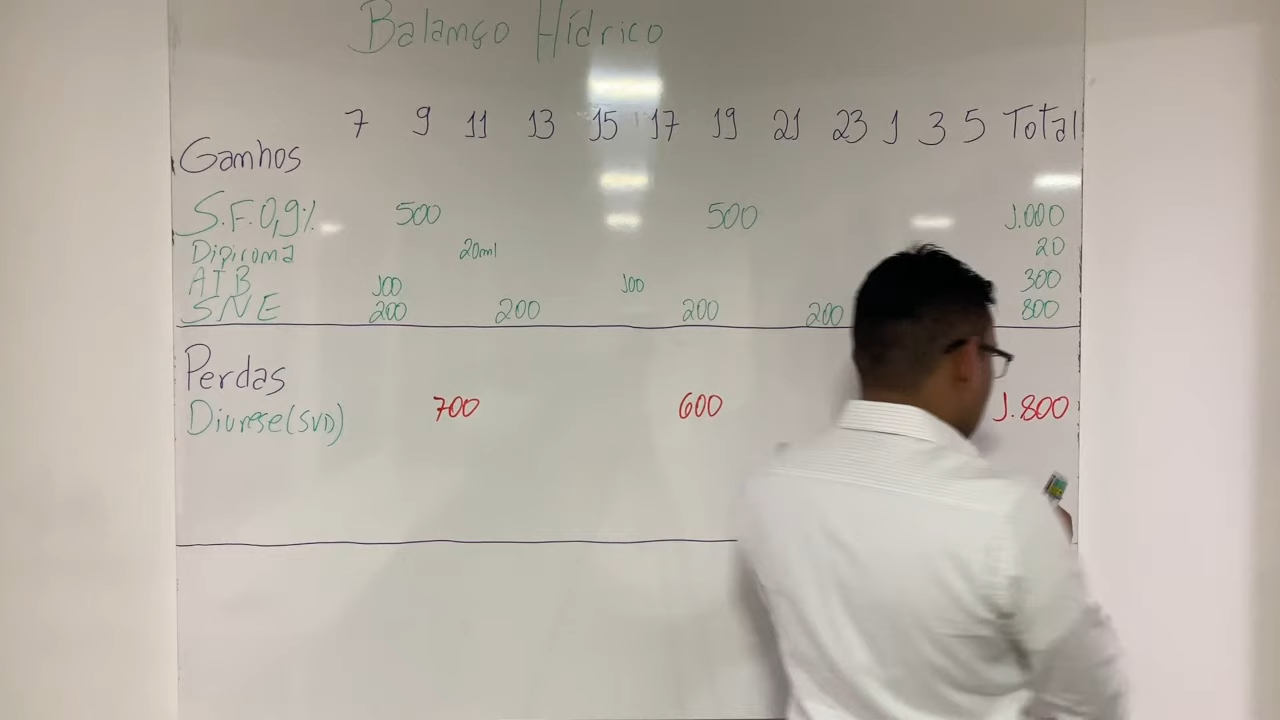 Balanço Hídrico
7 9 11 13 15 17 19 21 23 1 3 5 Total
Ganhos
S.F.0,9% 500 500 1.000
Dipirona 20ml 20
ATB 100 100 300
SNE 200 200 200 200 800
Perdas
Diurese(SVD) 700 600 1.800